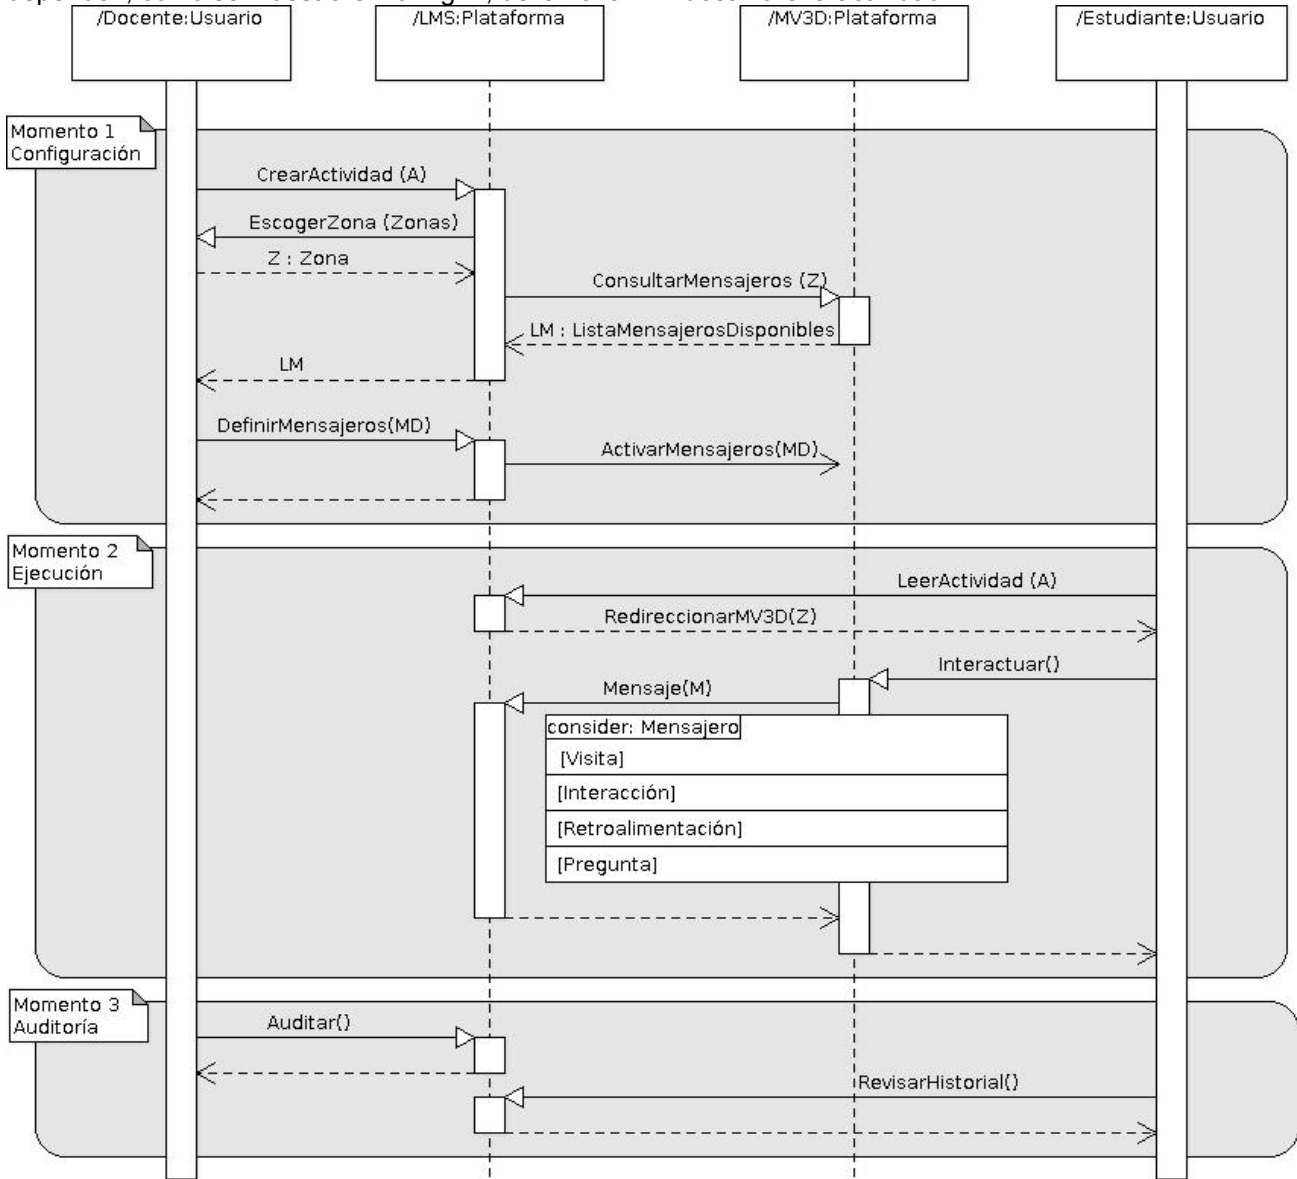 /Docente:Usuario
/LMS:Plataforma
/MV3D:Plataforma
/Estudiante:Usuario
Momento 1
Configuración
CrearActividad (A)
EscogerZona (Zonas)
Z : Zona
ConsultarMensajeros (Z)
LM : ListaMensajerosDisponibles
LM
DefinirMensajeros(MD)
ActivarMensajeros(MD)
Momento 2
Ejecución
LeerActividad (A)
RedireccionarMV3D(Z)
Interactuar()
Mensaje(M)
consider: Mensajero
[Visita]
[Interacción]
[Retroalimentación]
[Pregunta]
Momento 3
Auditoría
Auditar()
RevisarHistorial()